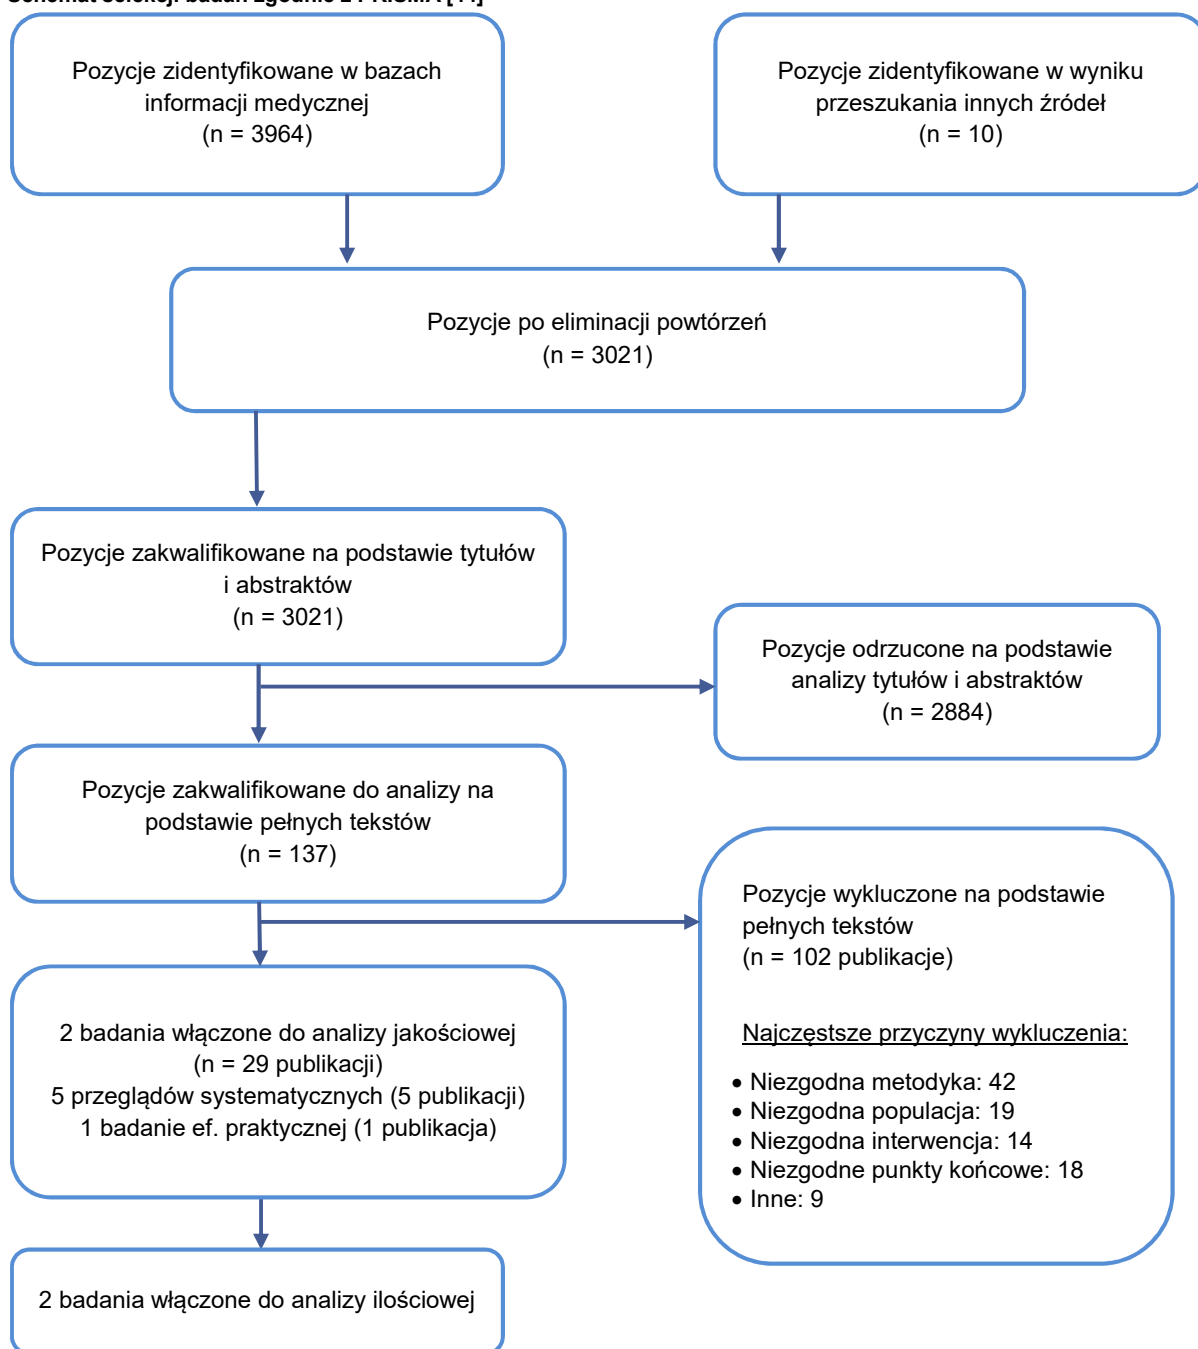 Pozycje zidentyfikowane w bazach
informacji medycznej
(n = 3964)
Pozycje zidentyfikowane w wyniku
przeszukania innych źródeł
(n = 10)
Pozycje po eliminacji powtórzeń
(n = 3021)
Pozycje zakwalifikowane na podstawie tytułów
i abstraktów
(n = 3021)
Pozycje odrzucone na podstawie
analizy tytułów i abstraktów
(n = 2884)
Pozycje zakwalifikowane do analizy na
podstawie pełnych tekstów
(n = 137)
Pozycje wykluczone na podstawie
pełnych tekstów
(n = 102 publikacje)
Najczęstsze przyczyny wykluczenia:
• Niezgodna metodyka: 42
• Niezgodna populacja: 19
• Niezgodna interwencja: 14
• Niezgodne punkty końcowe: 18
• Inne: 9
2 badania włączone do analizy jakościowej
(n = 29 publikacji)
5 przeglądów systematycznych (5 publikacji)
1 badanie ef. praktycznej (1 publikacja)
2 badania włączone do analizy ilościowej